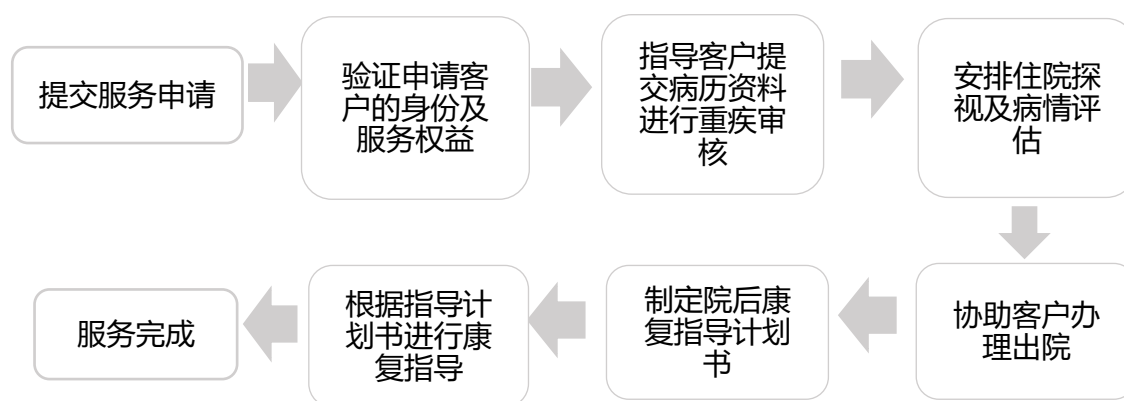 提交服务申请
验证申请客
户的身份及
服务权益
指导客户提
交病历资料
进行重疾审
核
安排住院探
视及病情评
估
协助客户办
理出院
制定院后康
复指导计划
书
根据指导计
划书进行康
复指导
服务完成